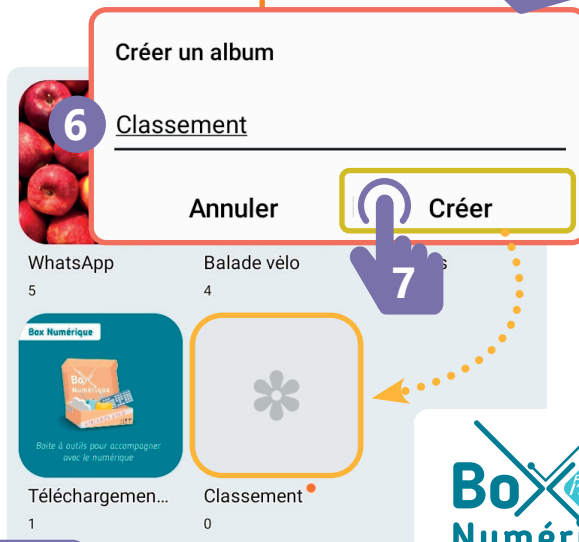 Créer un album
6
Classement
Annuler
Créer
7
WhatsApp
Balade vélo
s
5
4
Box Numérique
Box
Numérique
Boite à outils pour accompagner
avec le numérique
Téléchargemen...
Classement
1
0
Box
Numéri